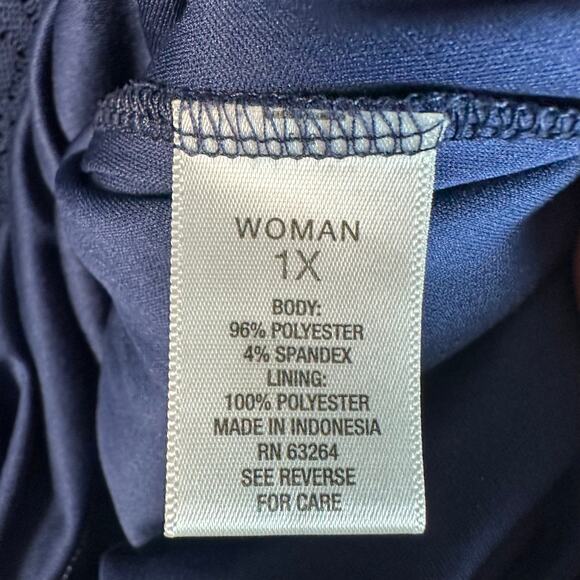 WOMAN
1X
BODY:
96% POLYESTER
4% SPANDEX
LINING:
100% POLYESTER
MADE IN INDONESIA
RN 63264
SEE REVERSE
FOR CARE